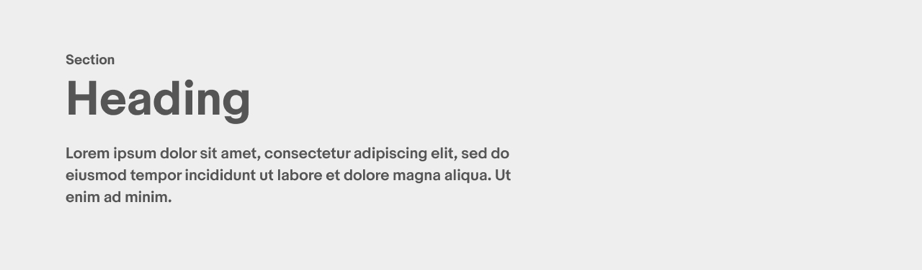 Section
Heading
Lorem ipsum dolor sit amet, consectetur adipiscing elit, sed do
eiusmod tempor incididunt ut labore et dolore magna aliqua. Ut
enim ad minim.